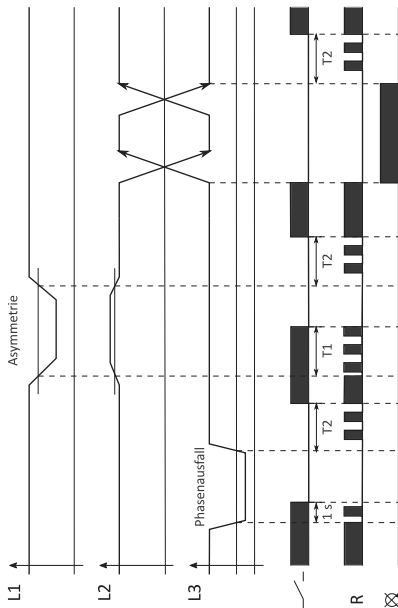 L1
Asymmetrie
L2
L3
Phasenausfall
1 s
T2
T1
T2
T2
R